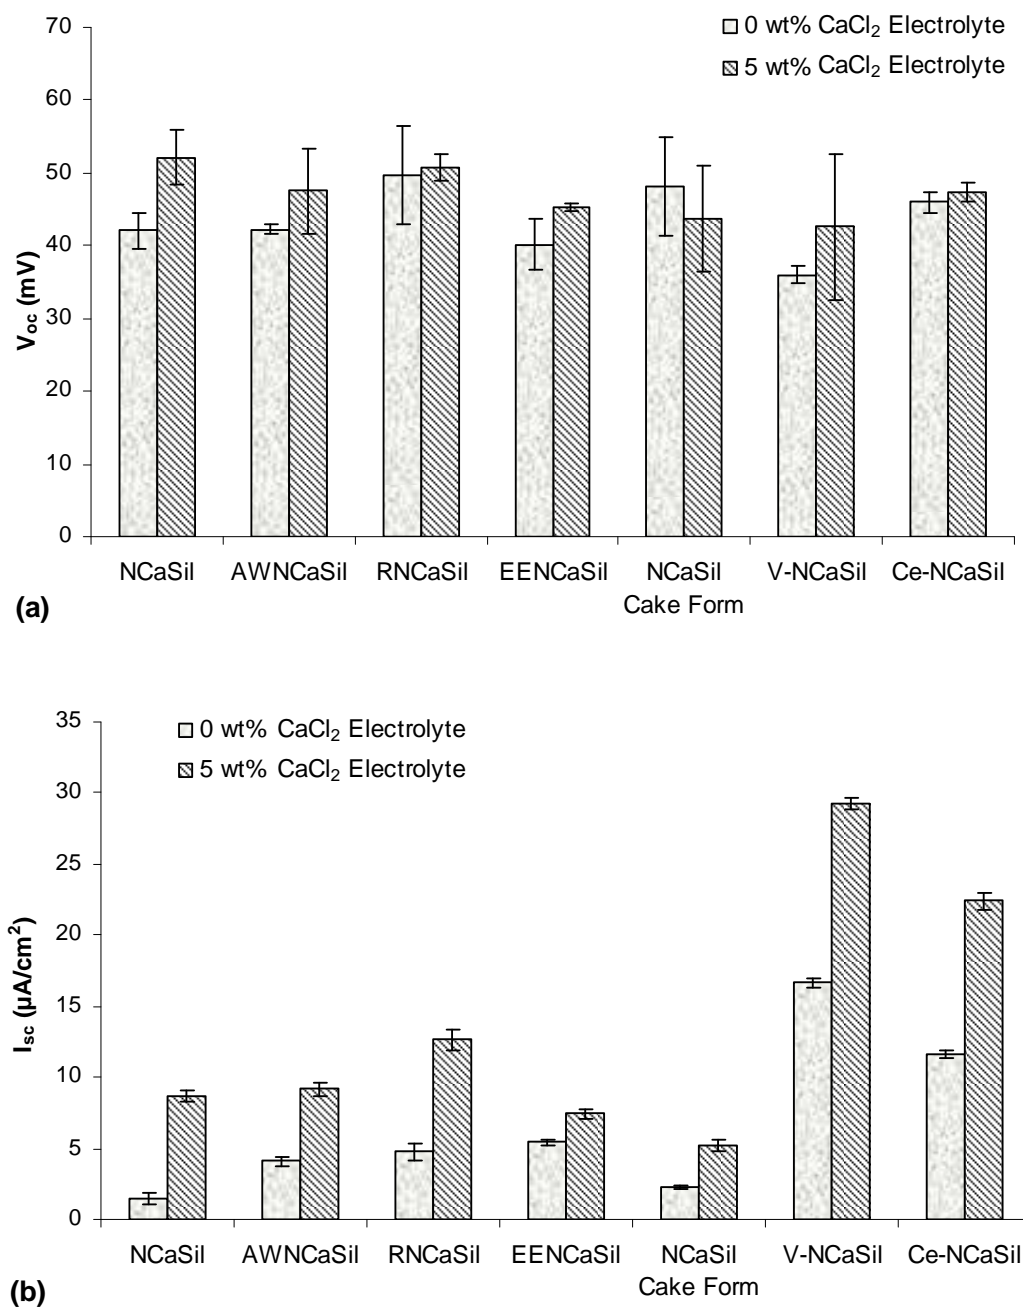 70
60
50
40
30
20
10
0
V_oc (mV)
0 wt% CaCl₂ Electrolyte
5 wt% CaCl₂ Electrolyte
NCaSil AWNCaSil RNCaSil EENCaSil NCaSil V-NCaSil Ce-NCaSil
Cake Form
(a)
35
30
25
20
15
10
5
0
I_sc (µA/cm²)
0 wt% CaCl₂ Electrolyte
5 wt% CaCl₂ Electrolyte
NCaSil AWNCaSil RNCaSil EENCaSil NCaSil V-NCaSil Ce-NCaSil
Cake Form
(b)